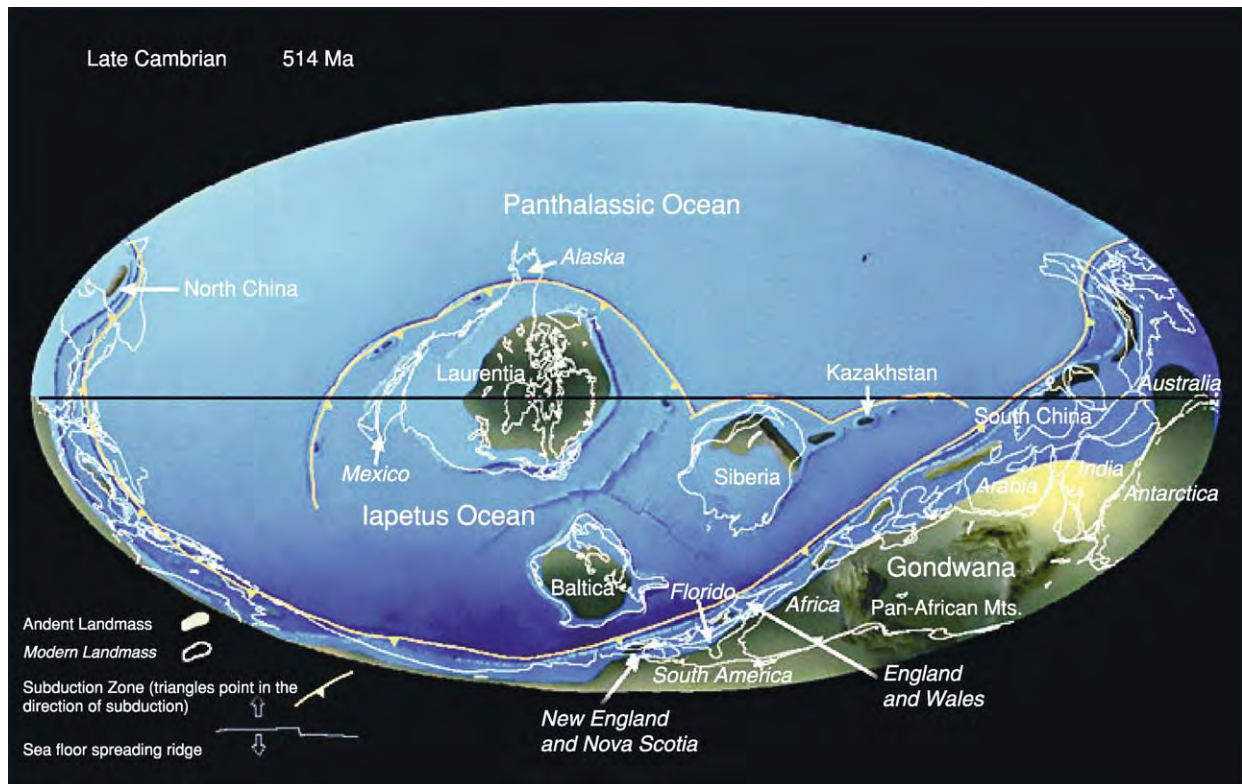 Late Cambrian 514 Ma
Panthalassic Ocean
Alaska
North China
Laurentia
Kazakhstan
Australia
South China
Mexico
Siberia
India
Arabia
Antarctica
Iapetus Ocean
Gondwana
Baltica
Florido
Africa
Pan-African Mts.
Andent Landmass
Modern Landmass
South America
England
and Wales
Subduction Zone (triangles point in the
direction of subduction)
New England
and Nova Scotia
Sea floor spreading ridge